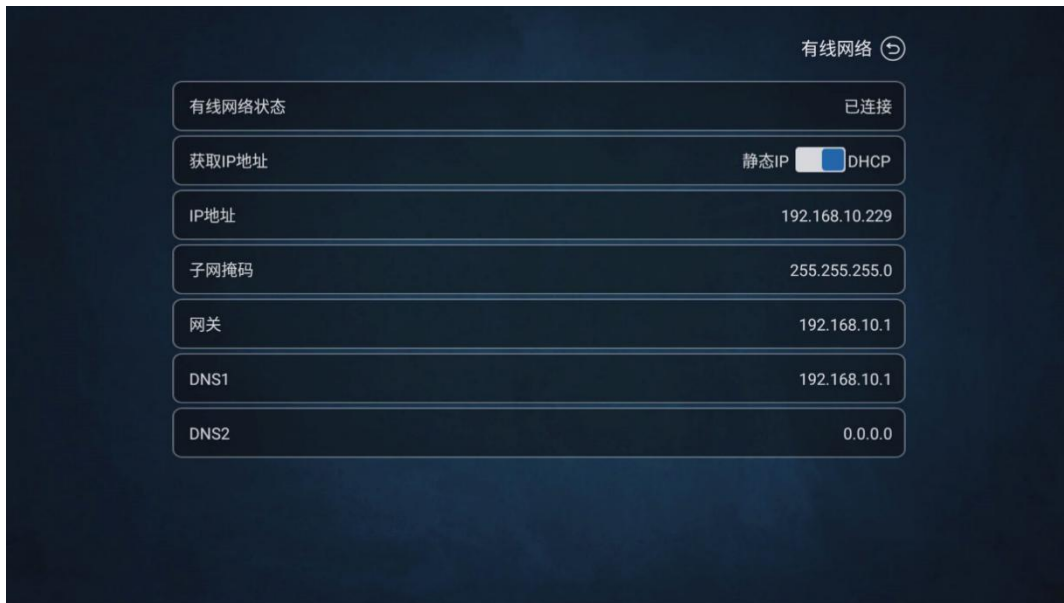 有线网络
有线网络状态 已连接
获取IP地址 静态IP DHCP
IP地址 192.168.10.229
子网掩码 255.255.255.0
网关 192.168.10.1
DNS1 192.168.10.1
DNS2 0.0.0.0